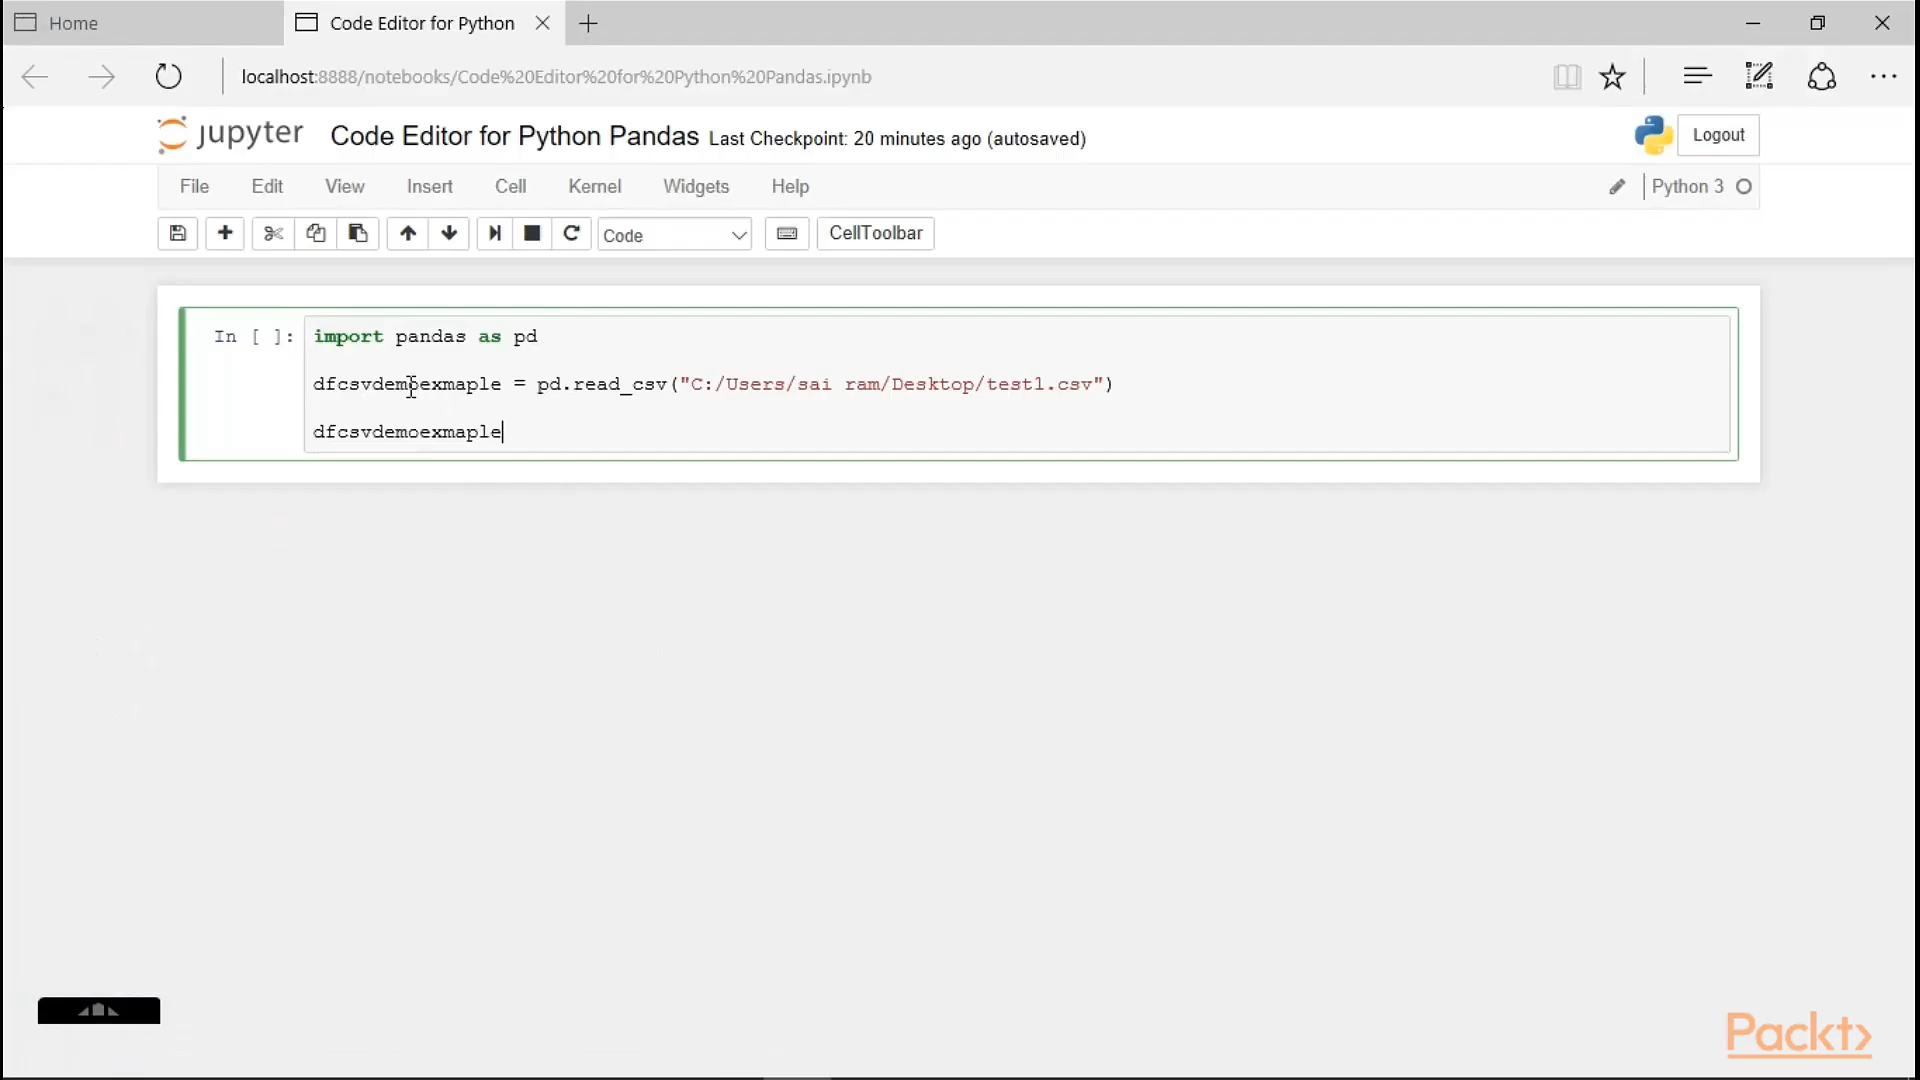 Home
Code Editor for Python
localhost:8888/notebooks/Code%20Editor%20for%20Python%20Pandas.ipynb
jupyter Code Editor for Python Pandas Last Checkpoint: 20 minutes ago (autosaved)
Logout
File Edit View Insert Cell Kernel Widgets Help
Python 3
Code
CellToolbar
In [ ]: import pandas as pd
dfcsvdemoexmaple = pd.read_csv("C:/Users/sai ram/Desktop/test1.csv")
dfcsvdemoexmaple
Packt>